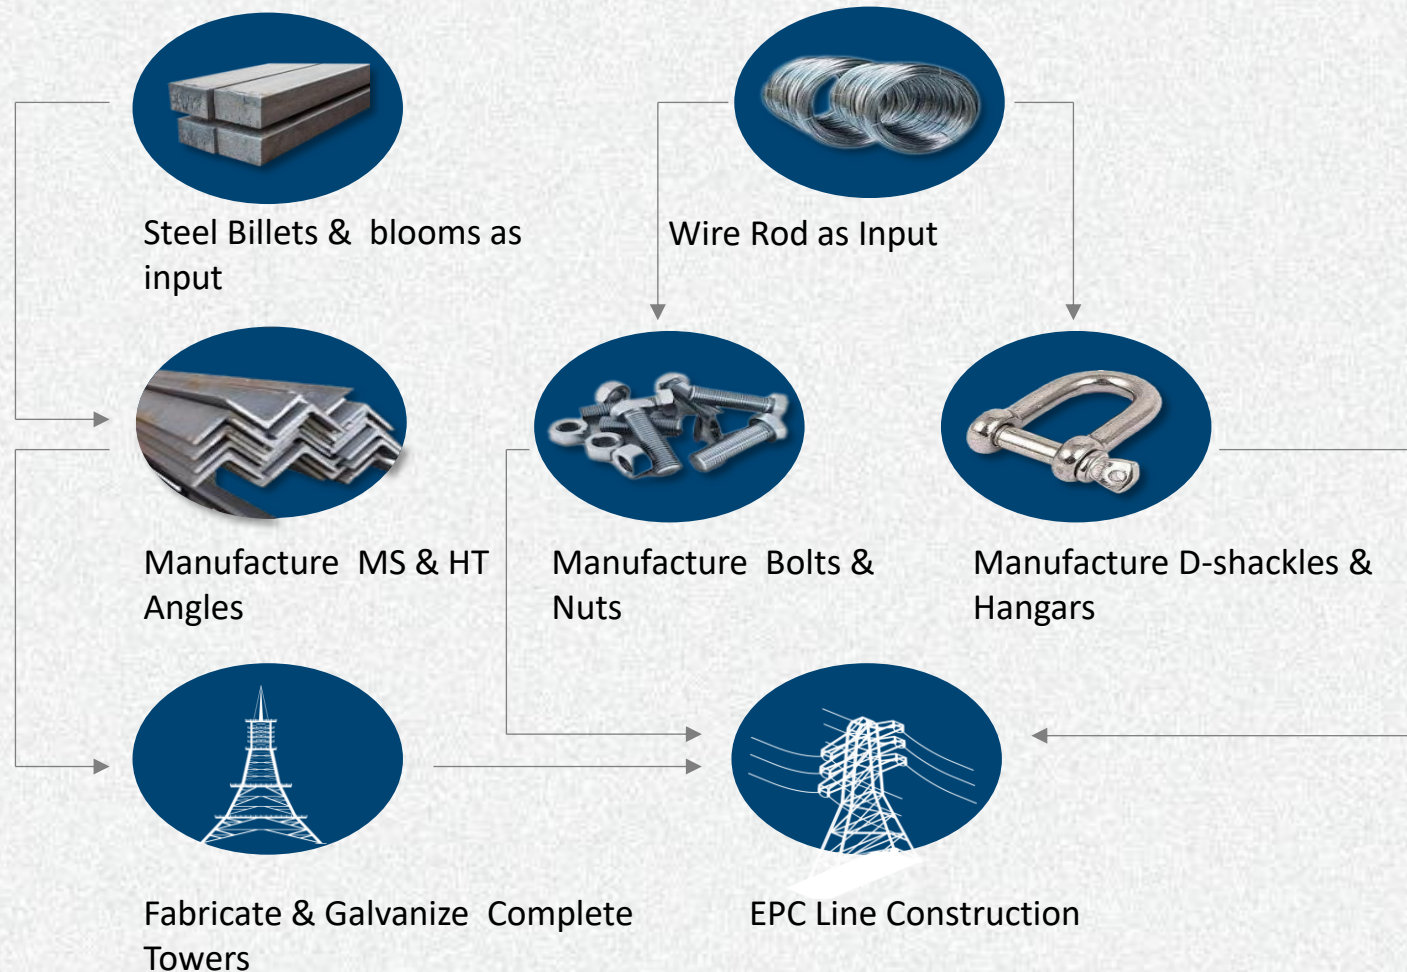 Steel Billets &  blooms as
input
Wire Rod as Input
Manufacture  MS & HT
Angles
Manufacture  Bolts &
Nuts
Manufacture D-shackles &
Hangars
Fabricate & Galvanize  Complete
Towers
EPC Line Construction